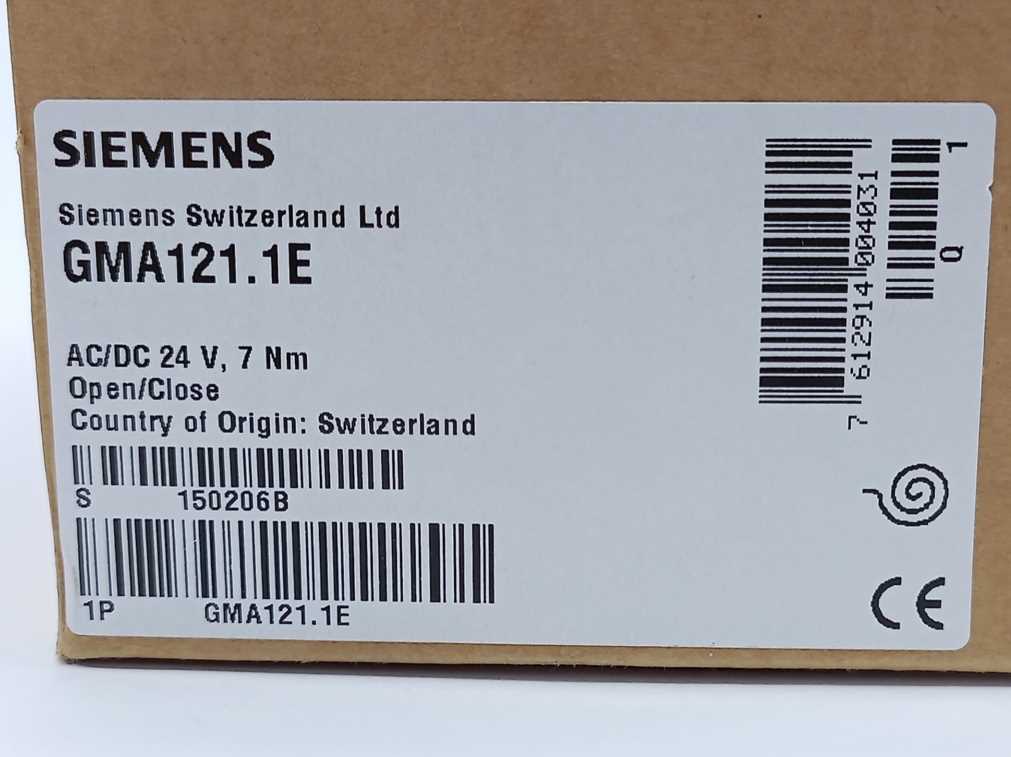 SIEMENS
Siemens Switzerland Ltd
GMA121.1E
AC/DC 24 V, 7 Nm
Open/Close
Country of Origin: Switzerland
S 150206B
1P GMA121.1E
7 612914 004031
Q 1
CE